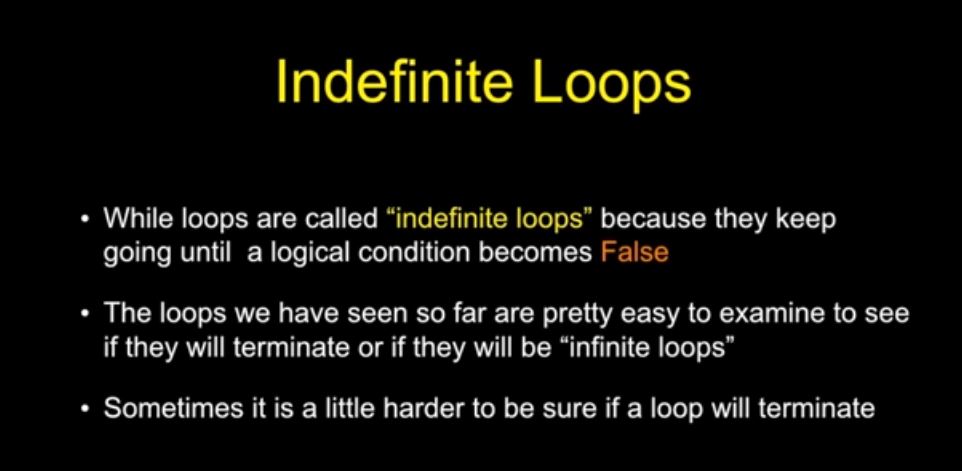 Indefinite Loops
• While loops are called “indefinite loops” because they keep
going until a logical condition becomes False
• The loops we have seen so far are pretty easy to examine to see
if they will terminate or if they will be “infinite loops”
• Sometimes it is a little harder to be sure if a loop will terminate